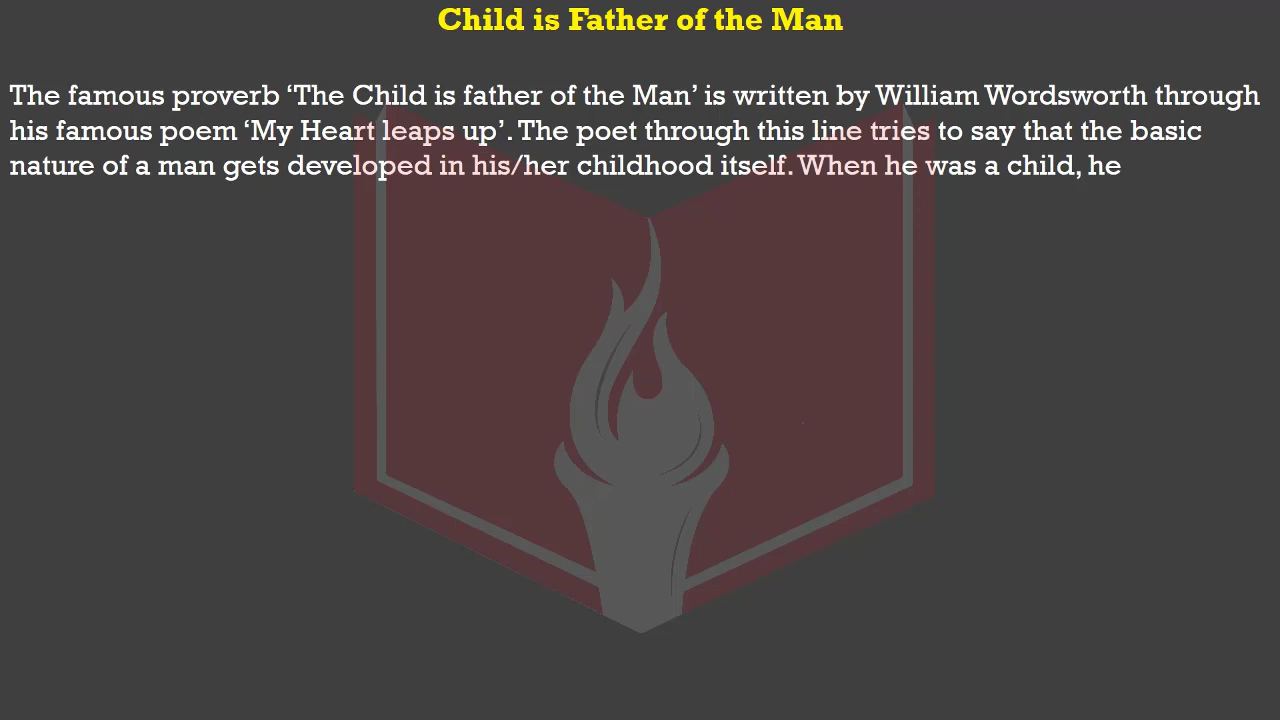 Child is Father of the Man
The famous proverb ‘The Child is father of the Man’ is written by William Wordsworth through
his famous poem ‘My Heart leaps up’. The poet through this line tries to say that the basic
nature of a man gets developed in his/her childhood itself. When he was a child, he